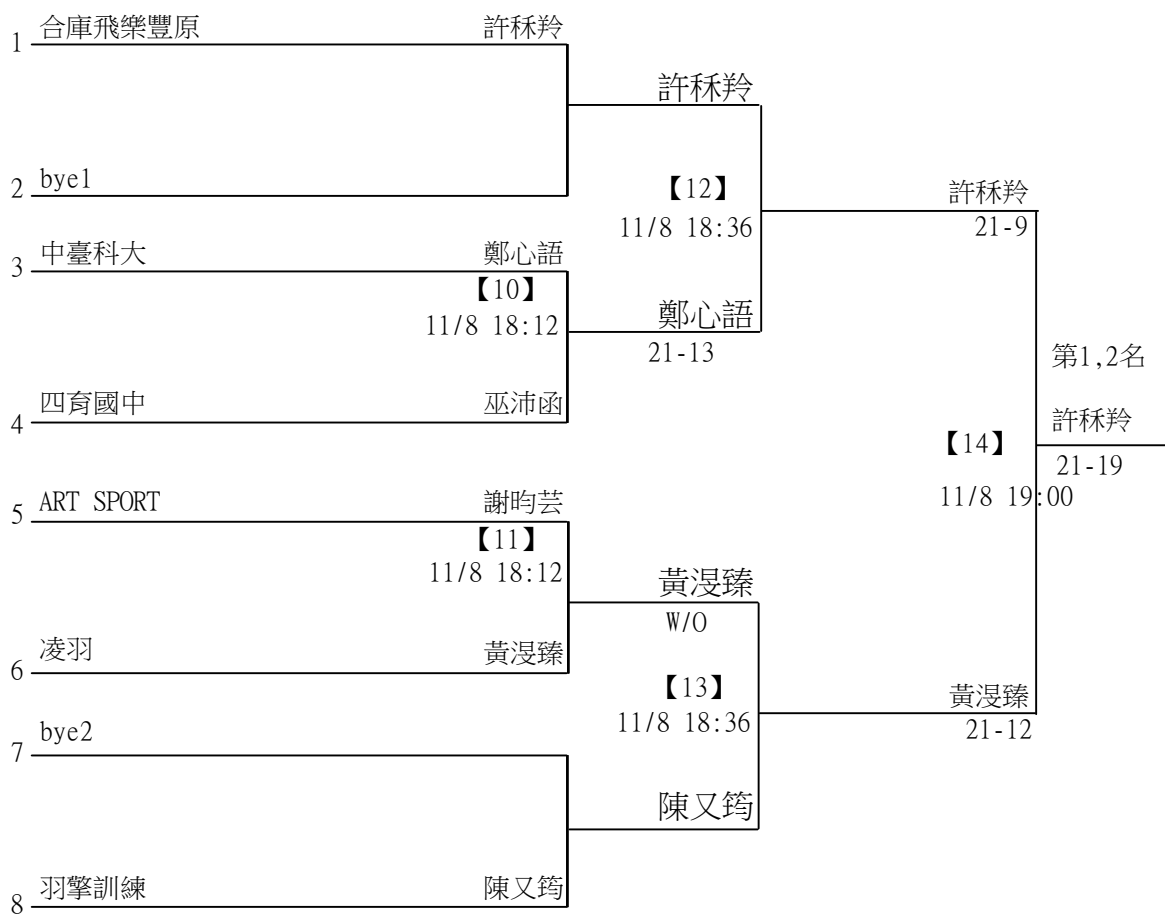 1 合庫飛樂豐原 許秝羚
許秝羚
2 bye1
【12】
11/8 18:36
許秝羚
21-9
3 中臺科大 鄭心語
【10】
11/8 18:12
鄭心語
21-13
4 四育國中 巫沛函
第1,2名
許秝羚
21-19
【14】
11/8 19:00
5 ART SPORT 謝昀芸
【11】
11/8 18:12
黃浸臻
W/O
6 凌羽 黃浸臻
【13】
11/8 18:36
黃浸臻
21-12
7 bye2
陳又筠
8 羽擎訓練 陳又筠